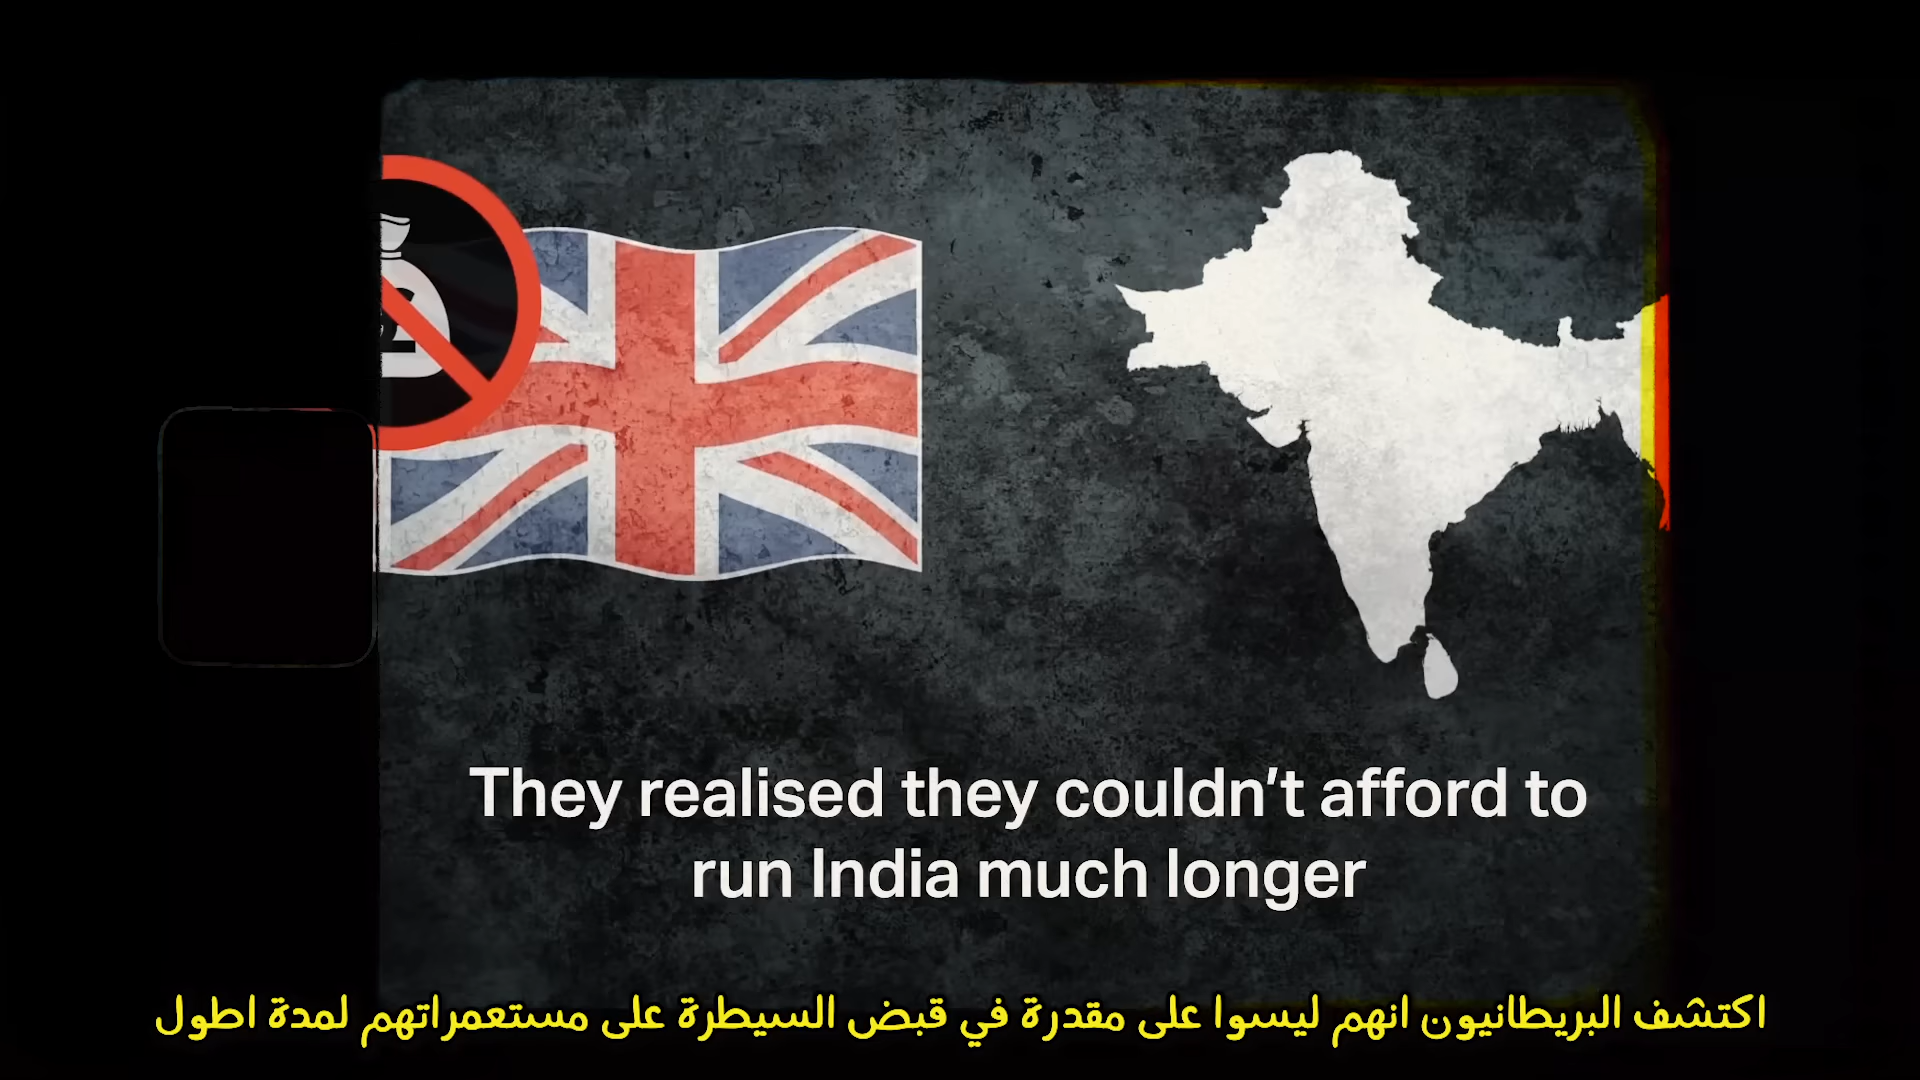 They realised they couldn’t afford to
run India much longer
اكتشف البريطانيون انهم ليسوا على مقدرة في قبض السيطرة على مستعمراتهم لمدة اطول